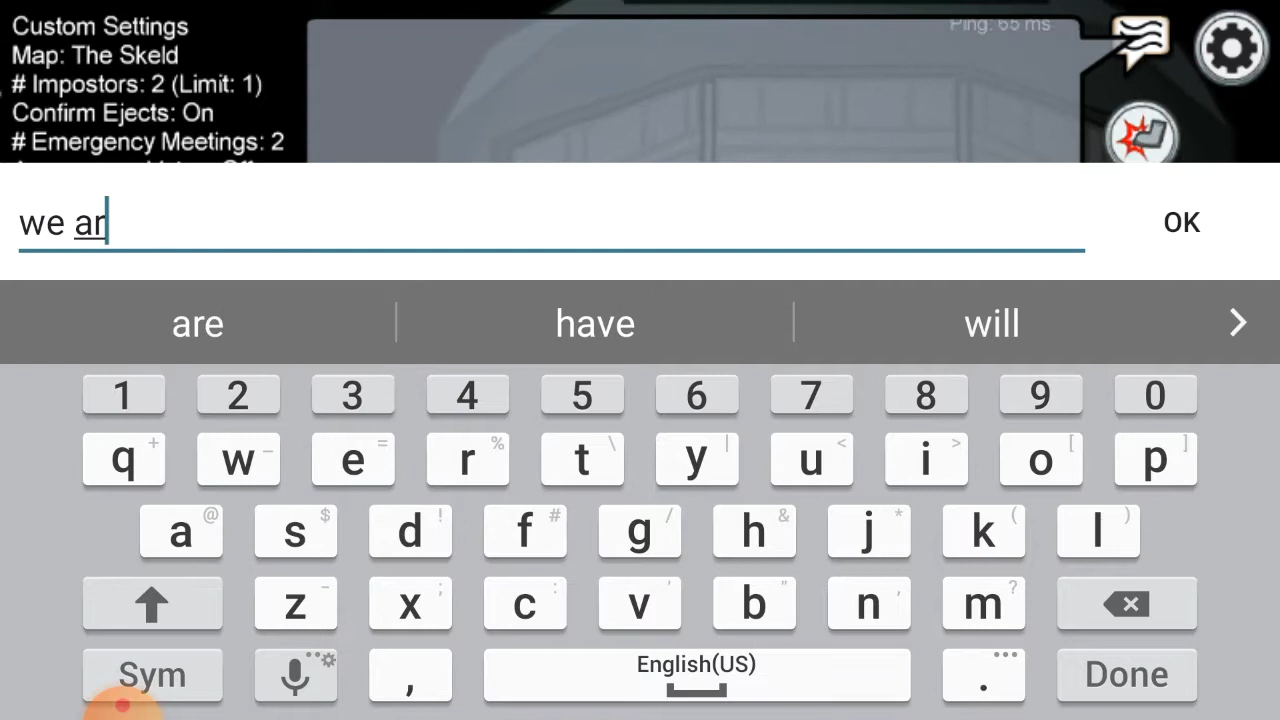 Custom Settings
Map: The Skeld
# Impostors: 2 (Limit: 1)
Confirm Ejects: On
# Emergency Meetings: 2
Ping: 65 ms
we ar
OK
are have will
1 2 3 4 5 6 7 8 9 0
q + w - e = r % t \ y | u < i > o [ p ]
a @ s $ d ! f # g / h & j * k ( l )
z - x ; c : v ' b " n , m ?
Sym , English(US) . Done